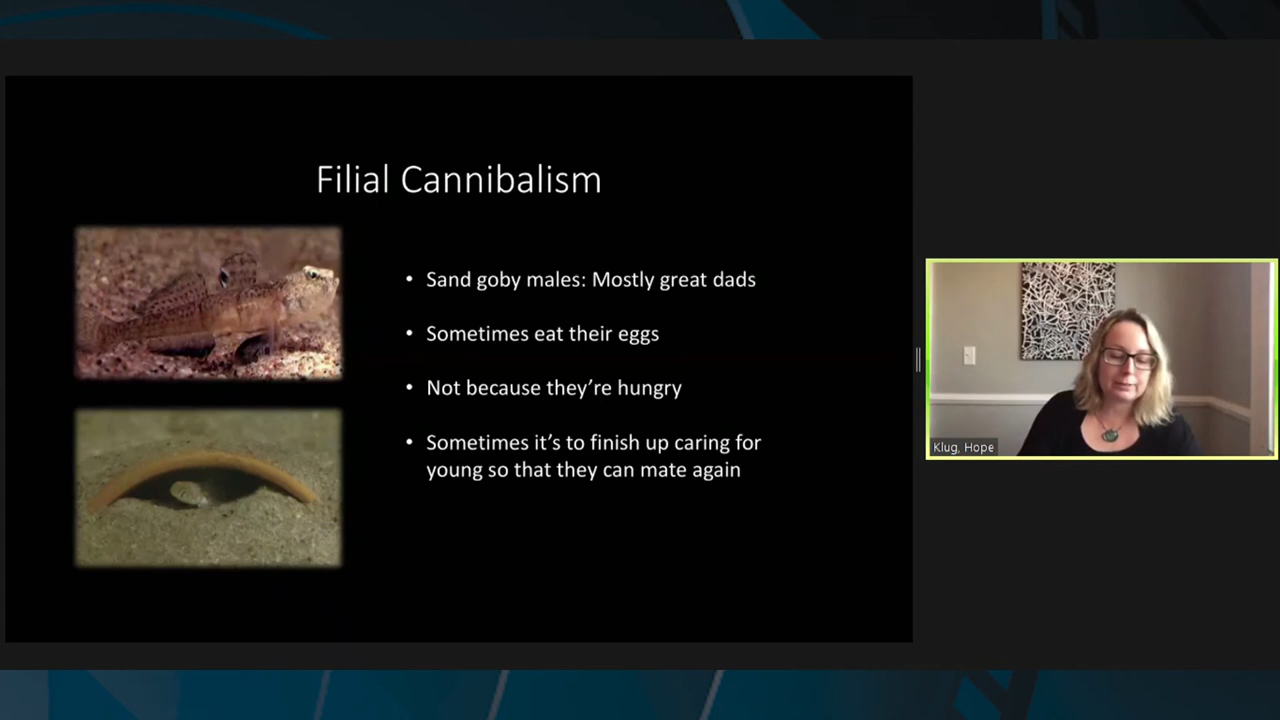 Filial Cannibalism
• Sand goby males: Mostly great dads
• Sometimes eat their eggs
• Not because they’re hungry
• Sometimes it’s to finish up caring for
young so that they can mate again
Klug, Hope